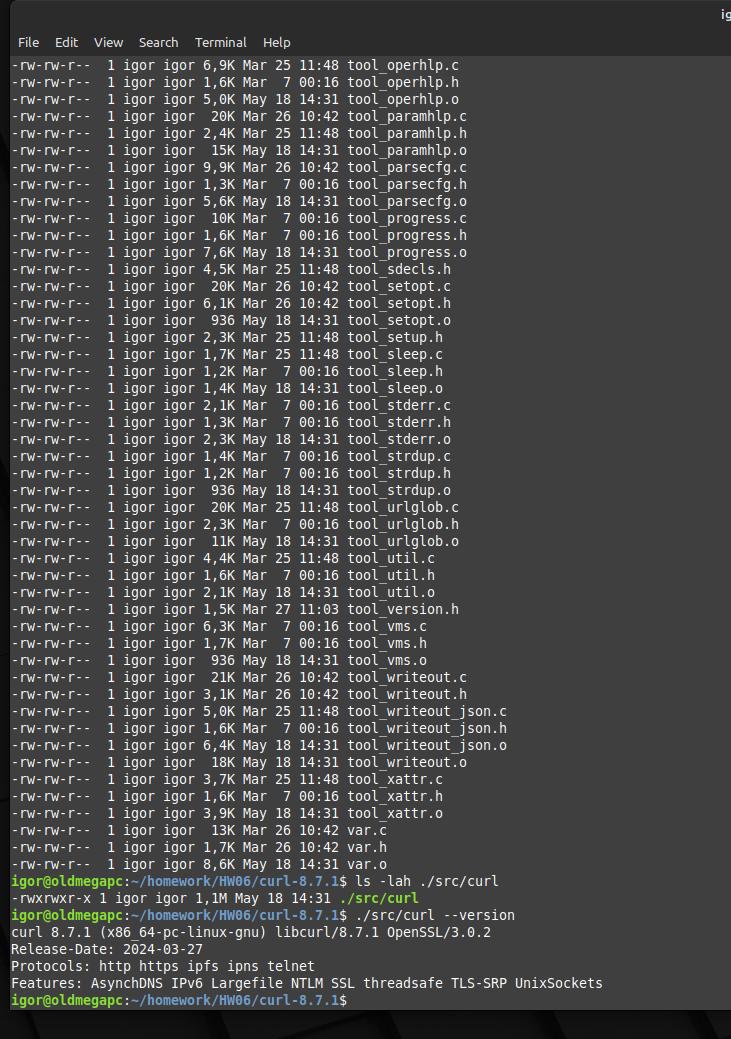 ig
File Edit View Search Terminal Help
-rw-rw-r--  1 igor igor 6,9K Mar 25 11:48 tool_operhlp.c
-rw-rw-r--  1 igor igor 1,6K Mar  7 00:16 tool_operhlp.h
-rw-rw-r--  1 igor igor 5,0K May 18 14:31 tool_operhlp.o
-rw-rw-r--  1 igor igor  20K Mar 26 10:42 tool_paramhlp.c
-rw-rw-r--  1 igor igor 2,4K Mar 25 11:48 tool_paramhlp.h
-rw-rw-r--  1 igor igor  15K May 18 14:31 tool_paramhlp.o
-rw-rw-r--  1 igor igor 9,9K Mar 26 10:42 tool_parsecfg.c
-rw-rw-r--  1 igor igor 1,3K Mar  7 00:16 tool_parsecfg.h
-rw-rw-r--  1 igor igor 5,6K May 18 14:31 tool_parsecfg.o
-rw-rw-r--  1 igor igor  10K Mar  7 00:16 tool_progress.c
-rw-rw-r--  1 igor igor 1,6K Mar  7 00:16 tool_progress.h
-rw-rw-r--  1 igor igor 7,6K May 18 14:31 tool_progress.o
-rw-rw-r--  1 igor igor 4,5K Mar 25 11:48 tool_sdecls.h
-rw-rw-r--  1 igor igor  20K Mar 26 10:42 tool_setopt.c
-rw-rw-r--  1 igor igor 6,1K Mar 26 10:42 tool_setopt.h
-rw-rw-r--  1 igor igor  936 May 18 14:31 tool_setopt.o
-rw-rw-r--  1 igor igor 2,3K Mar 25 11:48 tool_setup.h
-rw-rw-r--  1 igor igor 1,7K Mar 25 11:48 tool_sleep.c
-rw-rw-r--  1 igor igor 1,2K Mar  7 00:16 tool_sleep.h
-rw-rw-r--  1 igor igor 1,4K May 18 14:31 tool_sleep.o
-rw-rw-r--  1 igor igor 2,1K Mar  7 00:16 tool_stderr.c
-rw-rw-r--  1 igor igor 1,3K Mar  7 00:16 tool_stderr.h
-rw-rw-r--  1 igor igor 2,3K May 18 14:31 tool_stderr.o
-rw-rw-r--  1 igor igor 1,4K Mar  7 00:16 tool_strdup.c
-rw-rw-r--  1 igor igor 1,2K Mar  7 00:16 tool_strdup.h
-rw-rw-r--  1 igor igor  936 May 18 14:31 tool_strdup.o
-rw-rw-r--  1 igor igor  20K Mar 25 11:48 tool_urlglob.c
-rw-rw-r--  1 igor igor 2,3K Mar  7 00:16 tool_urlglob.h
-rw-rw-r--  1 igor igor  11K May 18 14:31 tool_urlglob.o
-rw-rw-r--  1 igor igor 4,4K Mar 25 11:48 tool_util.c
-rw-rw-r--  1 igor igor 1,6K Mar  7 00:16 tool_util.h
-rw-rw-r--  1 igor igor 2,1K May 18 14:31 tool_util.o
-rw-rw-r--  1 igor igor 1,5K Mar 27 11:03 tool_version.h
-rw-rw-r--  1 igor igor 6,3K Mar  7 00:16 tool_vms.c
-rw-rw-r--  1 igor igor 1,7K Mar  7 00:16 tool_vms.h
-rw-rw-r--  1 igor igor  936 May 18 14:31 tool_vms.o
-rw-rw-r--  1 igor igor  21K Mar 26 10:42 tool_writeout.c
-rw-rw-r--  1 igor igor 3,1K Mar 26 10:42 tool_writeout.h
-rw-rw-r--  1 igor igor 5,0K Mar 25 11:48 tool_writeout_json.c
-rw-rw-r--  1 igor igor 1,6K Mar  7 00:16 tool_writeout_json.h
-rw-rw-r--  1 igor igor 6,4K May 18 14:31 tool_writeout_json.o
-rw-rw-r--  1 igor igor  18K May 18 14:31 tool_writeout.o
-rw-rw-r--  1 igor igor 3,7K Mar 25 11:48 tool_xattr.c
-rw-rw-r--  1 igor igor 1,6K Mar  7 00:16 tool_xattr.h
-rw-rw-r--  1 igor igor 3,9K May 18 14:31 tool_xattr.o
-rw-rw-r--  1 igor igor  13K Mar 26 10:42 var.c
-rw-rw-r--  1 igor igor 1,7K Mar 26 10:42 var.h
-rw-rw-r--  1 igor igor 8,6K May 18 14:31 var.o
igor@oldmegapc:~/homework/HW06/curl-8.7.1$ ls -lah ./src/curl
-rwxrwxr-x 1 igor igor 1,1M May 18 14:31 ./src/curl
igor@oldmegapc:~/homework/HW06/curl-8.7.1$ ./src/curl --version
curl 8.7.1 (x86_64-pc-linux-gnu) libcurl/8.7.1 OpenSSL/3.0.2
Release-Date: 2024-03-27
Protocols: http https ipfs ipns telnet
Features: AsynchDNS IPv6 Largefile NTLM SSL threadsafe TLS-SRP UnixSockets
igor@oldmegapc:~/homework/HW06/curl-8.7.1$